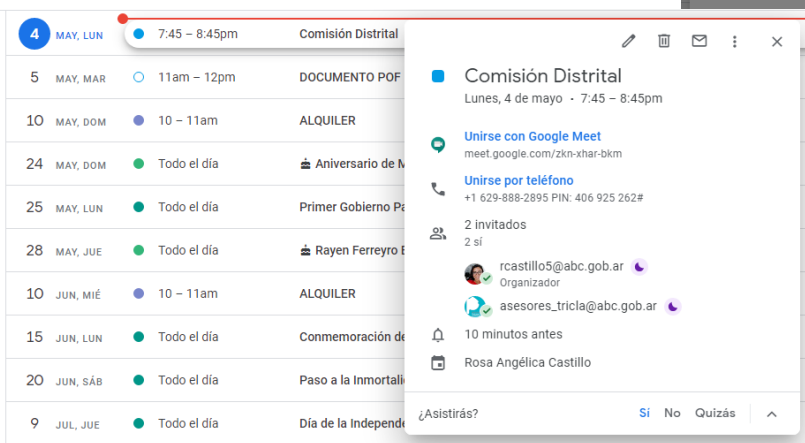 4 MAY, LUN 7:45 – 8:45pm Comisión Distrital
5 MAY, MAR 11am – 12pm DOCUMENTO POF
10 MAY, DOM 10 – 11am ALQUILER
24 MAY, DOM Todo el día Aniversario de
25 MAY, LUN Todo el día Primer Gobierno
28 MAY, JUE Todo el día Rayen Ferreyro
10 JUN, MIÉ 10 – 11am ALQUILER
15 JUN, LUN Todo el día Conmemoración de
20 JUN, SÁB Todo el día Paso a la
9 JUL, JUE Todo el día Día de la
Comisión Distrital
Lunes, 4 de mayo · 7:45 – 8:45pm
Unirse con Google Meet
meet.google.com/zkn-xhar-bkm
Unirse por teléfono
+1 629-888-2895 PIN: 406 925 262#
2 invitados
2 sí
rcastillo5@abc.gob.ar
Organizador
asesores_tricla@abc.gob.ar
10 minutos antes
Rosa Angélica Castillo
¿Asistirás? Sí No Quizás